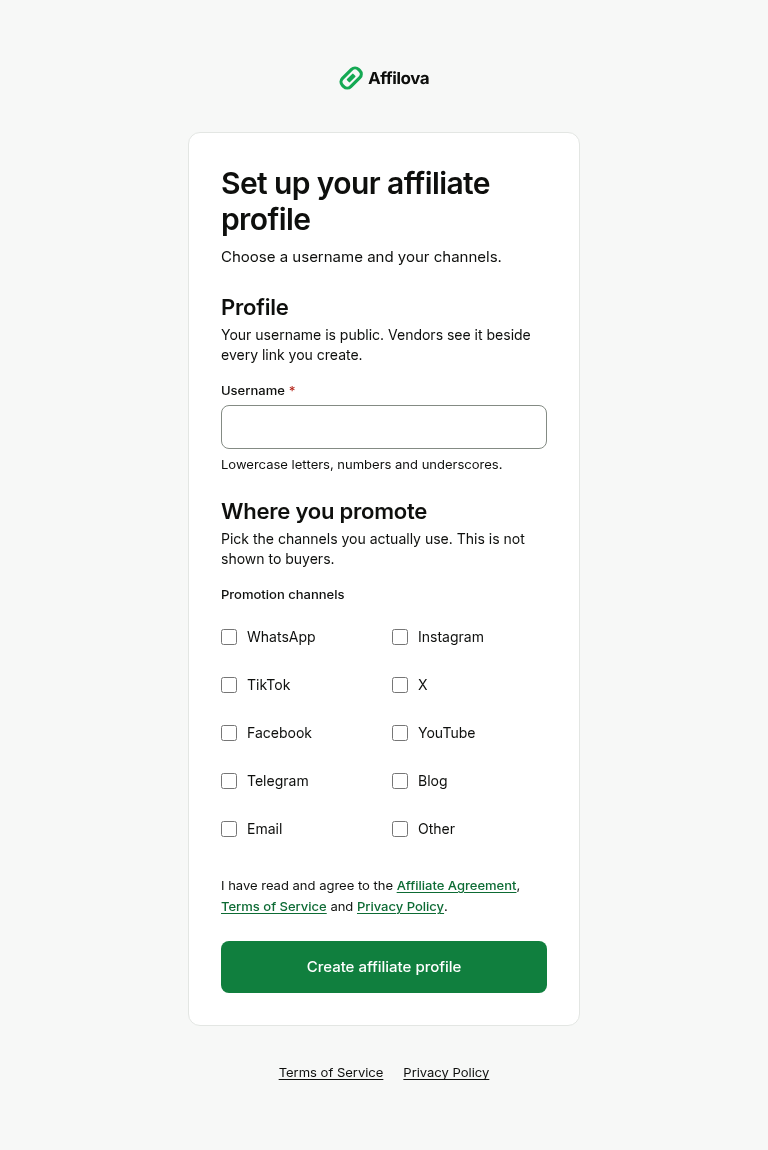 Affilova
Set up your affiliate
profile
Choose a username and your channels.
Profile
Your username is public. Vendors see it beside
every link you create.
Username *
Lowercase letters, numbers and underscores.
Where you promote
Pick the channels you actually use. This is not
shown to buyers.
Promotion channels
WhatsApp
Instagram
TikTok
X
Facebook
YouTube
Telegram
Blog
Email
Other
I have read and agree to the Affiliate Agreement,
Terms of Service and Privacy Policy.
Create affiliate profile
Terms of Service Privacy Policy